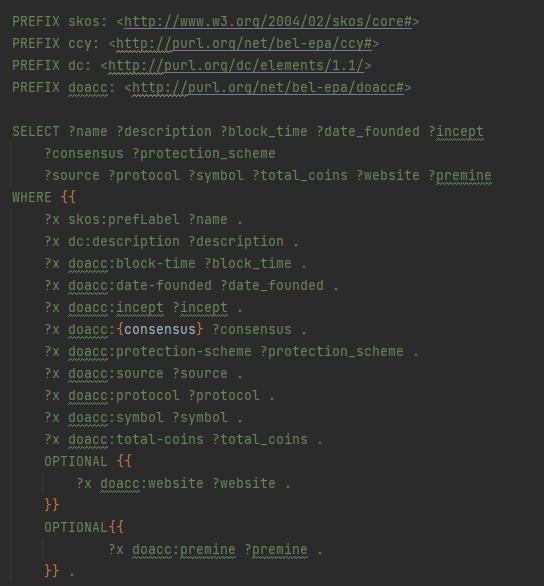 PREFIX skos: <http://www.w3.org/2004/02/skos/core#>
PREFIX ccy: <http://purl.org/net/bel-epa/ccy#>
PREFIX dc: <http://purl.org/dc/elements/1.1/>
PREFIX doacc: <http://purl.org/net/bel-epa/doacc#>

SELECT ?name ?description ?block_time ?date_founded ?incept
    ?consensus ?protection_scheme
    ?source ?protocol ?symbol ?total_coins ?website ?premine
WHERE {{
    ?x skos:prefLabel ?name .
    ?x dc:description ?description .
    ?x doacc:block-time ?block_time .
    ?x doacc:date-founded ?date_founded .
    ?x doacc:incept ?incept .
    ?x doacc:{consensus} ?consensus .
    ?x doacc:protection-scheme ?protection_scheme .
    ?x doacc:source ?source .
    ?x doacc:protocol ?protocol .
    ?x doacc:symbol ?symbol .
    ?x doacc:total-coins ?total_coins .
    OPTIONAL {{
        ?x doacc:website ?website .
    }}
    OPTIONAL{{
            ?x doacc:premine ?premine .
    }} .